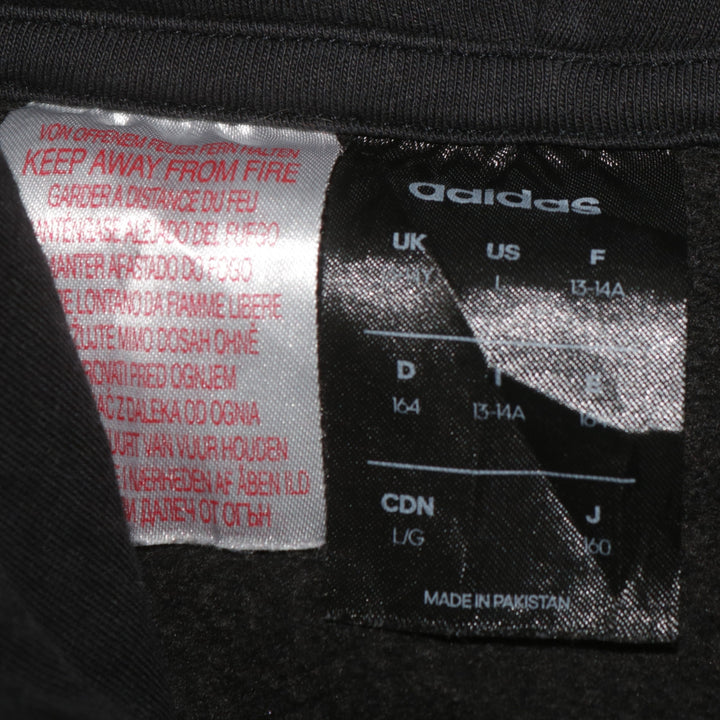 VON OFFENEM FEUER FERN HALTEN
KEEP AWAY FROM FIRE
GARDER A DISTANCE DU FEU
ANTÉNGASE ALEJADO DEL FUEGO
MANTER AFASTADO DO FOGO
LONTANO DA FIAMME LIBERE
MIMO DOSAH OHNĚ
PRED OGNJEM
Z DALEKA OD OGNIA
VAN VUUR HOUDEN
I NÆRHEDEN AF ÅBEN ILD
ДАЛЕЧ ОТ ОГЪН
adidas
UK US F
L 13-14A
D I B
164 13-14A
CDN J
L/G 160
MADE IN PAKISTAN